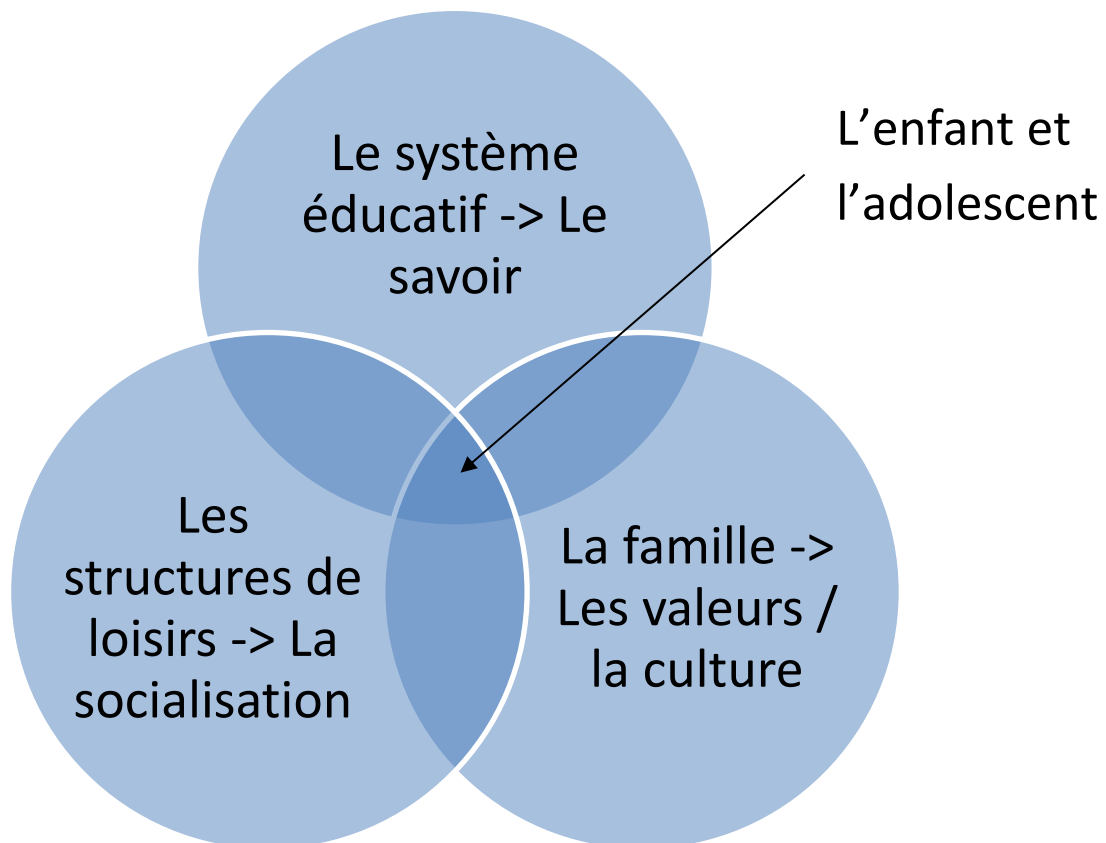 Le système
éducatif -> Le
savoir
L’enfant et
l’adolescent
Les
structures de
loisirs -> La
socialisation
La famille ->
Les valeurs /
la culture